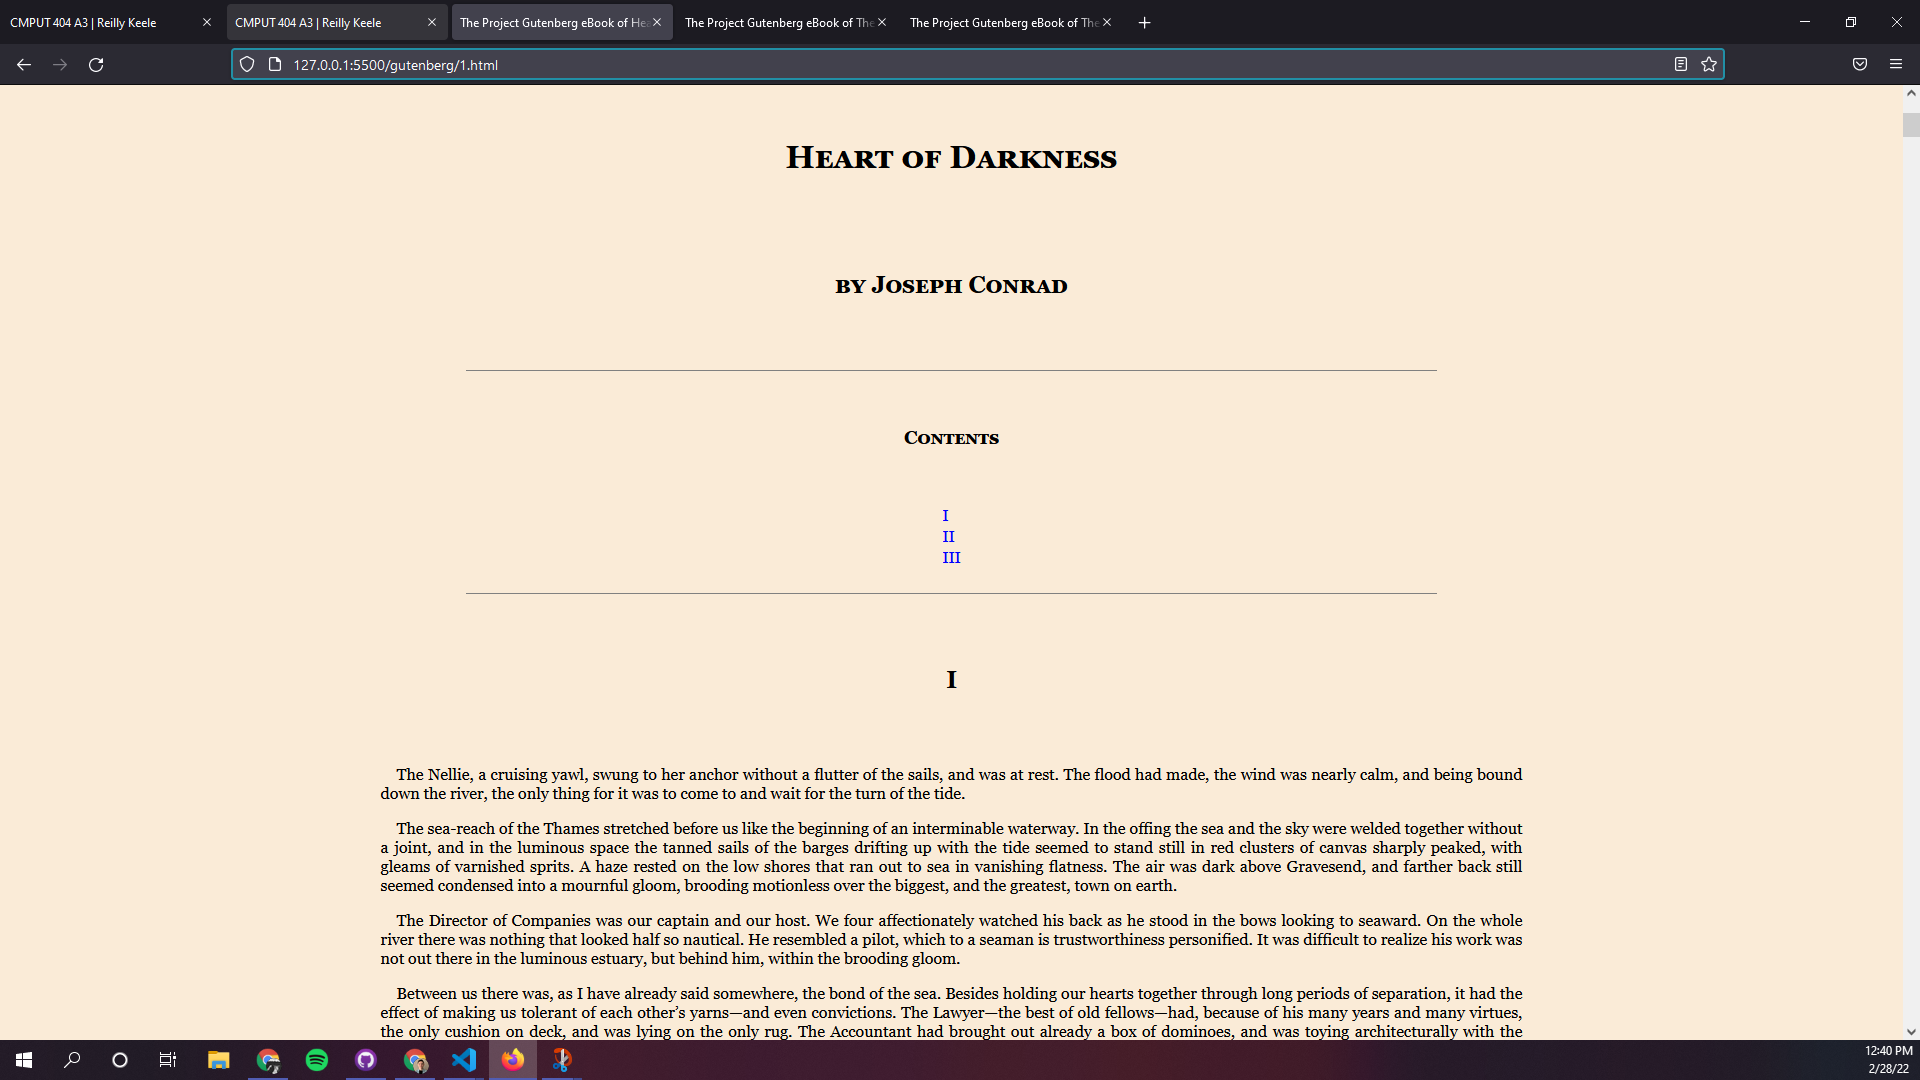 CMPUT 404 A3 | Reilly Keele
CMPUT 404 A3 | Reilly Keele
The Project Gutenberg eBook of Hea
The Project Gutenberg eBook of The
The Project Gutenberg eBook of The
127.0.0.1:5500/gutenberg/1.html
Heart of Darkness
by Joseph Conrad
Contents
I
II
III
I
The Nellie, a cruising yawl, swung to her anchor without a flutter of the sails, and was at rest. The flood had made, the wind was nearly calm, and being bound
down the river, the only thing for it was to come to and wait for the turn of the tide.
The sea-reach of the Thames stretched before us like the beginning of an interminable waterway. In the offing the sea and the sky were welded together without
a joint, and in the luminous space the tanned sails of the barges drifting up with the tide seemed to stand still in red clusters of canvas sharply peaked, with
gleams of varnished sprits. A haze rested on the low shores that ran out to sea in vanishing flatness. The air was dark above Gravesend, and farther back still
seemed condensed into a mournful gloom, brooding motionless over the biggest, and the greatest, town on earth.
The Director of Companies was our captain and our host. We four affectionately watched his back as he stood in the bows looking to seaward. On the whole
river there was nothing that looked half so nautical. He resembled a pilot, which to a seaman is trustworthiness personified. It was difficult to realize his work was
not out there in the luminous estuary, but behind him, within the brooding gloom.
Between us there was, as I have already said somewhere, the bond of the sea. Besides holding our hearts together through long periods of separation, it had the
effect of making us tolerant of each other’s yarns—and even convictions. The Lawyer—the best of old fellows—had, because of his many years and many virtues,
the only cushion on deck, and was lying on the only rug. The Accountant had brought out already a box of dominoes, and was toying architecturally with the
12:40 PM
2/28/22